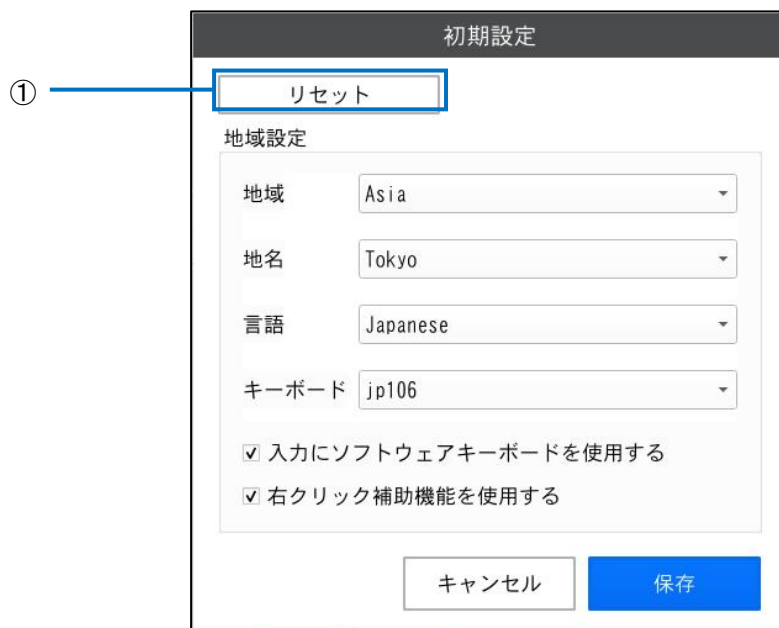 初期設定
①
リセット
地域設定
地域 Asia
地名 Tokyo
言語 Japanese
キーボード jp106
入力にソフトウェアキーボードを使用する
右クリック補助機能を使用する
キャンセル 保存